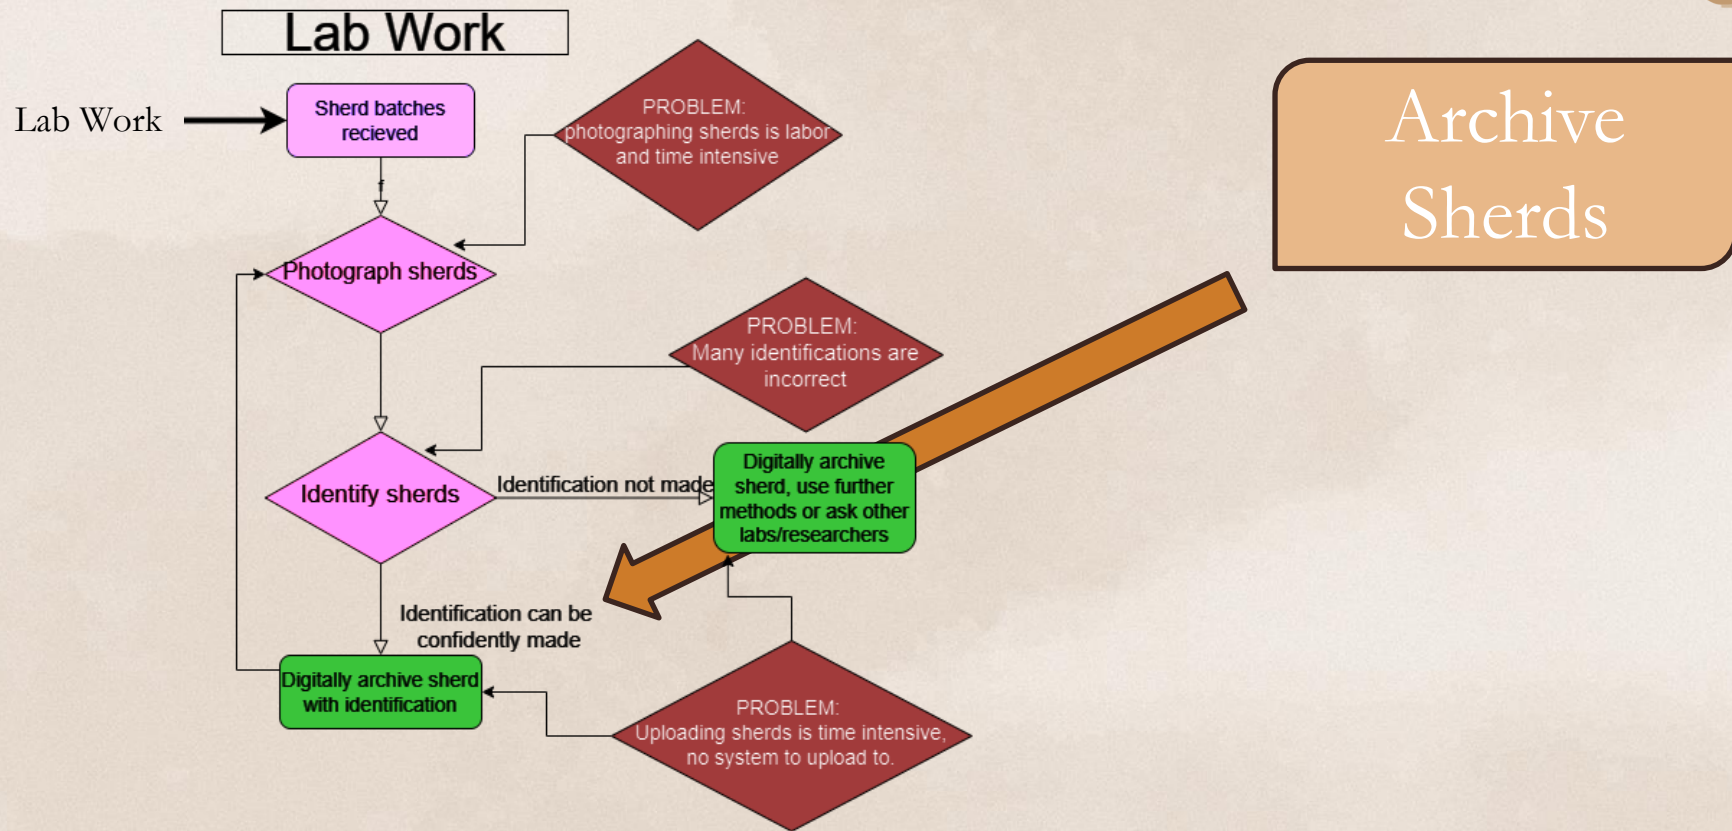 Lab Work
Lab Work
Sherd batches
recieved
PROBLEM:
photographing sherds is labor
and time intensive
Archive
Sherds
f
Photograph sherds
PROBLEM:
Many identifications are
incorrect
Identify sherds
Identification not made
Digitally archive
sherd, use further
methods or ask other
labs/researchers
Identification can be
confidently made
Digitally archive sherd
with identification
PROBLEM:
Uploading sherds is time intensive,
no system to upload to.